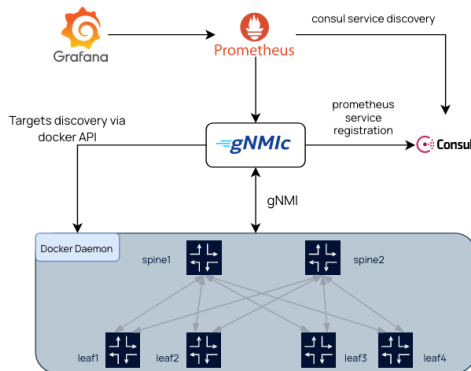 consul service discovery
Grafana
Prometheus
Targets discovery via
docker API
prometheus
service
registration
gNMIc
Consul
gNMI
Docker Daemon
spine1
spine2
leaf1
leaf2
leaf3
leaf4